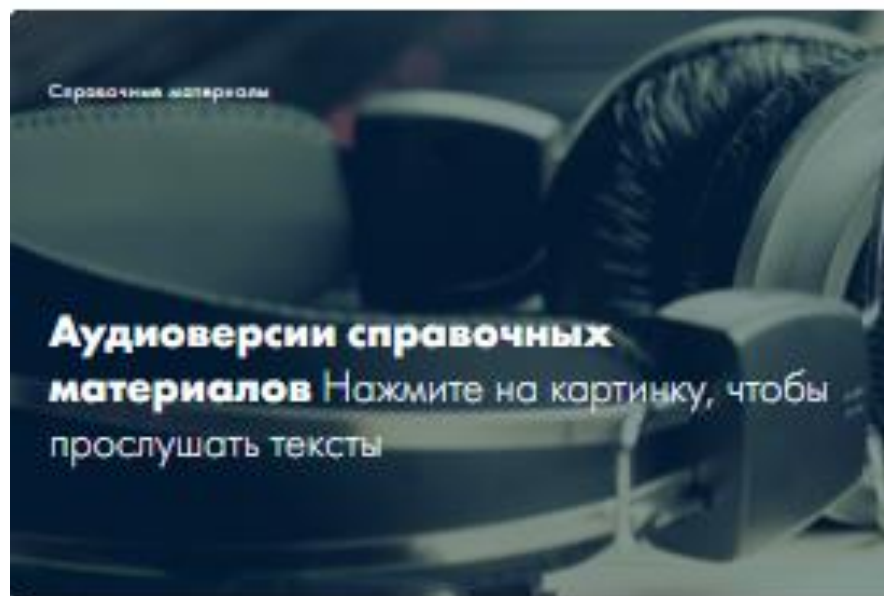 Справочные материалы
Аудиоверсии справочных
материалов Нажмите на картинку, чтобы
прослушать тексты